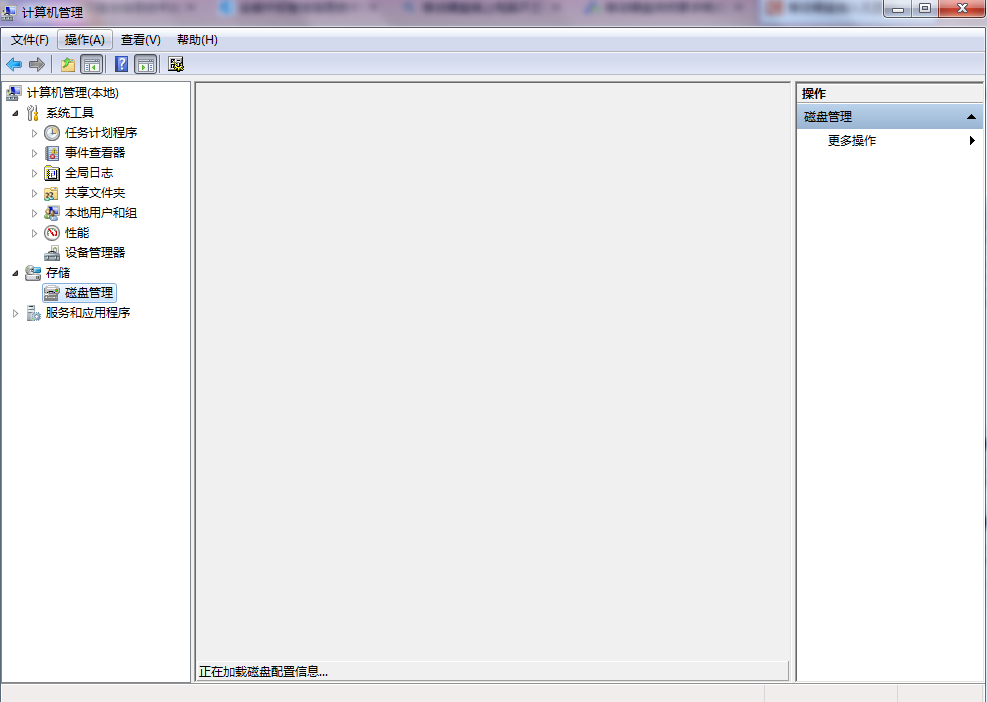 计算机管理
文件(F) 操作(A) 查看(V) 帮助(H)
计算机管理(本地)
系统工具
任务计划程序
事件查看器
全局日志
共享文件夹
本地用户和组
性能
设备管理器
存储
磁盘管理
服务和应用程序
正在加载磁盘配置信息...
操作
磁盘管理
更多操作